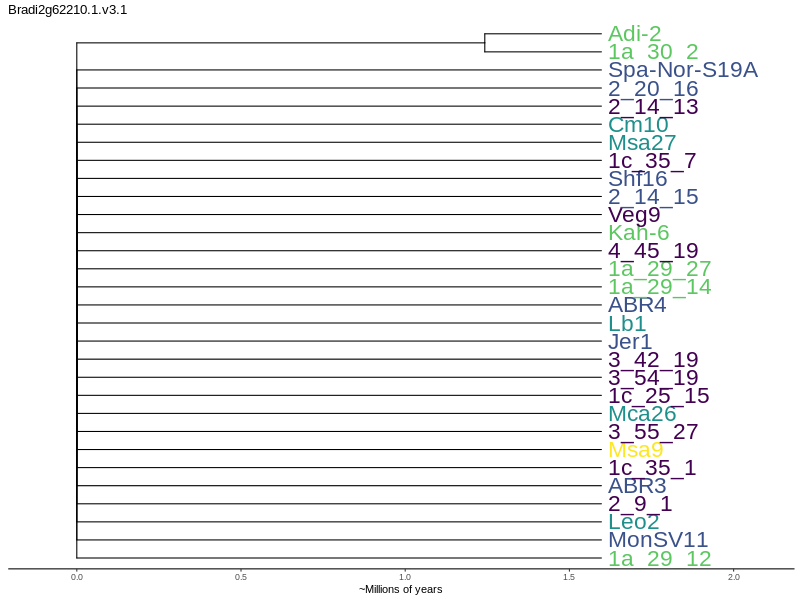 Bradi2g62210.1.v3.1
Adi-2
1a_30_2
Spa-Nor-S19A
2_20_16
2_14_13
Cm10
Msa27
1c_35_7
Shf16
2_14_15
Veg9
Kah-6
4_45_19
1a_29_27
1a_29_14
ABR4
Lb1
Jer1
3_42_19
3_54_19
1c_25_15
Mca26
3_55_27
Msa9
1c_35_1
ABR3
2_9_1
Leo2
MonSV11
1a_29_12
0.0 0.5 1.0 1.5 2.0
~Millions of years